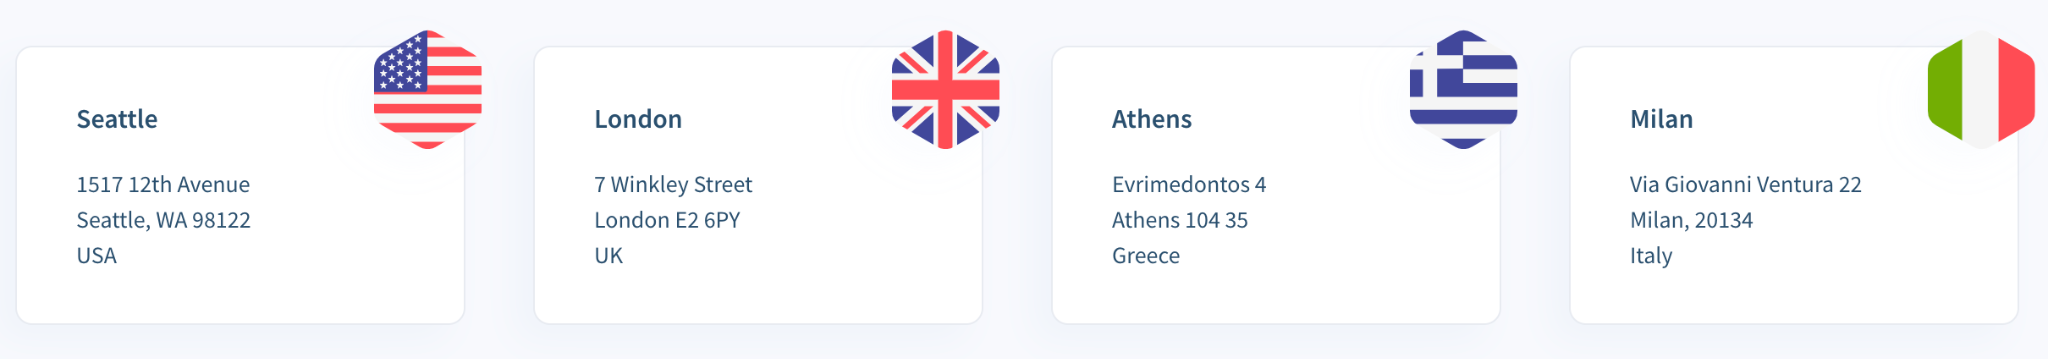 Seattle
1517 12th Avenue
Seattle, WA 98122
USA
London
7 Winkley Street
London E2 6PY
UK
Athens
Evrimedontos 4
Athens 104 35
Greece
Milan
Via Giovanni Ventura 22
Milan, 20134
Italy